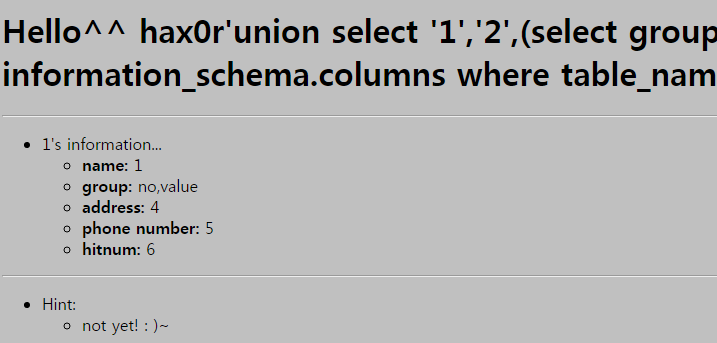 Hello^^ hax0r'union select '1','2',(select group
information_schema.columns where table_nam
1's information...
name: 1
group: no,value
address: 4
phone number: 5
hitnum: 6
Hint:
not yet! : )~